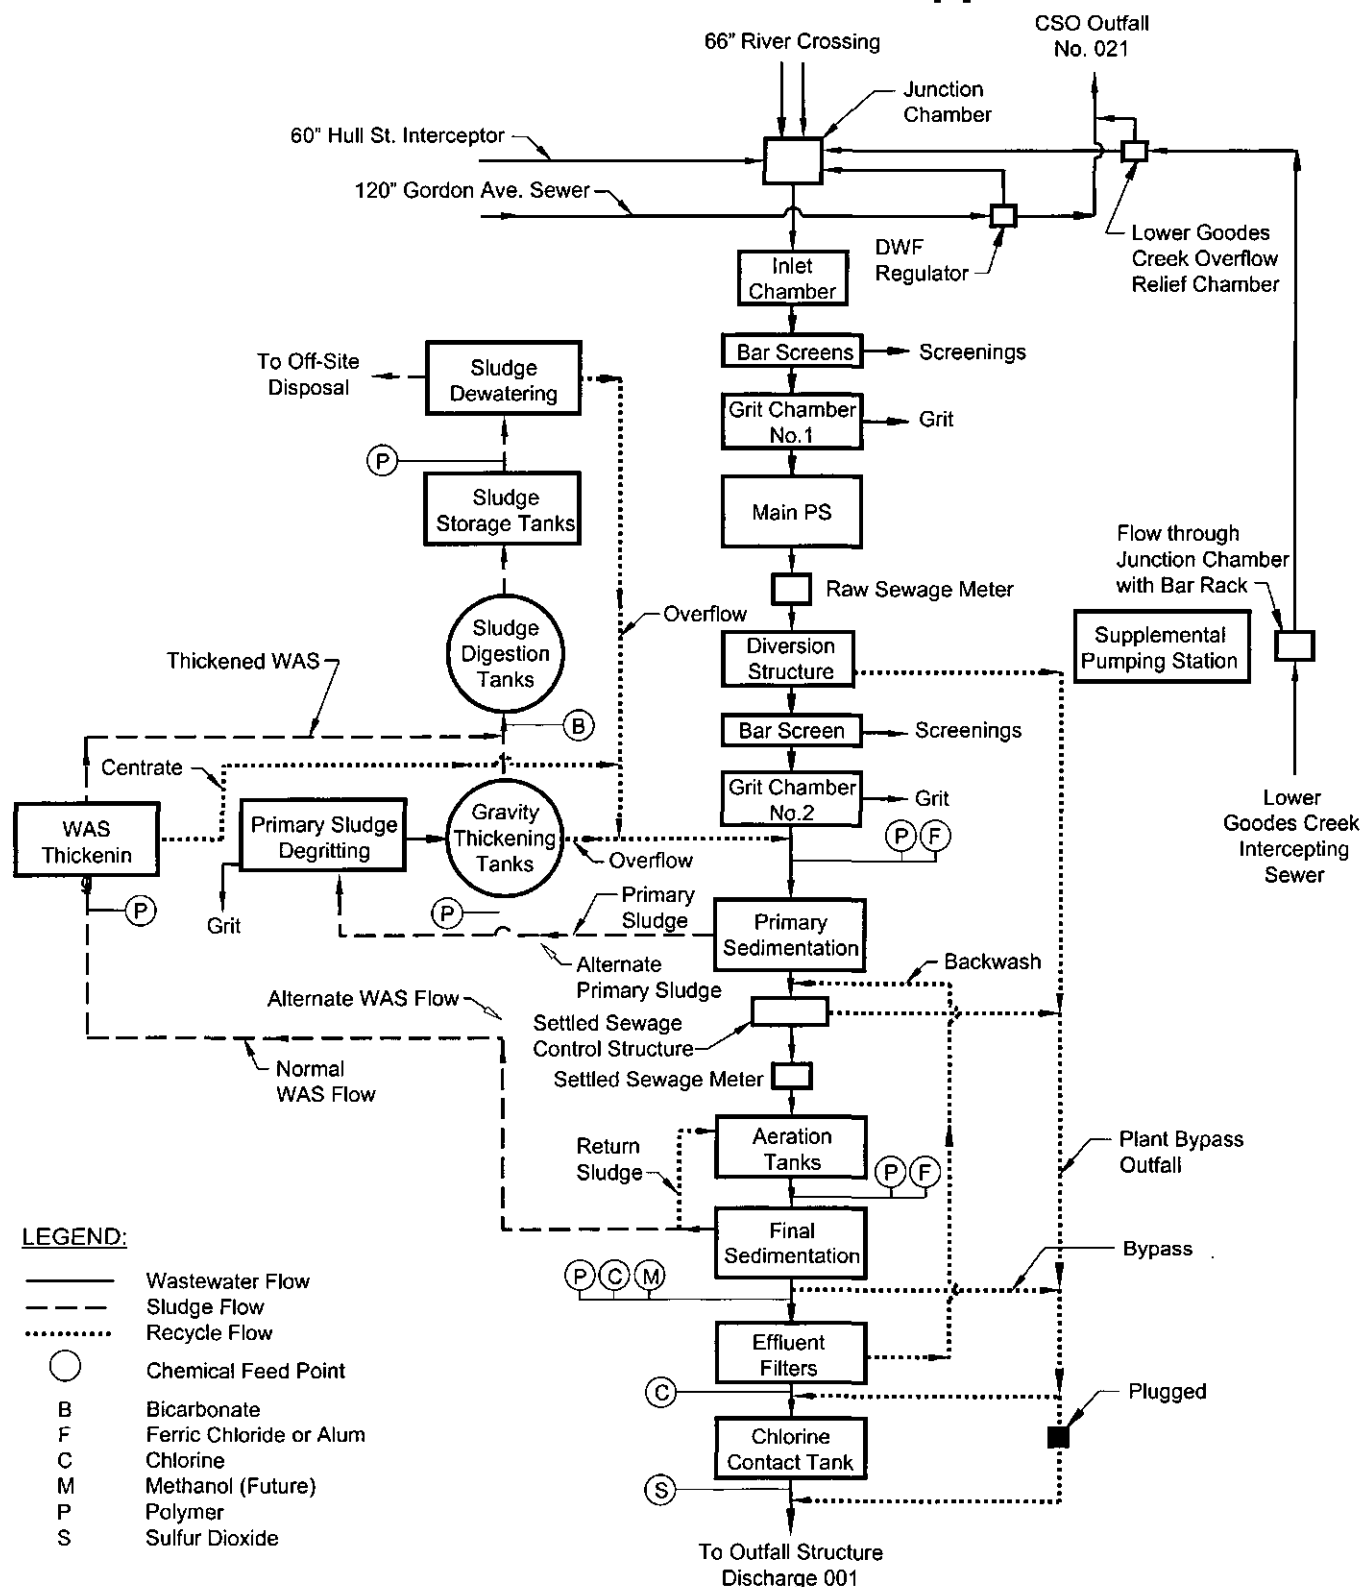 CSO Outfall
No. 021
66" River Crossing
Junction
Chamber
60" Hull St. Interceptor
120" Gordon Ave. Sewer
DWF
Regulator
Lower Goodes
Creek Overflow
Relief Chamber
Inlet
Chamber
Bar Screens
Screenings
Grit Chamber
No.1
Grit
Main PS
Raw Sewage Meter
Diversion
Structure
Bar Screen
Screenings
Grit Chamber
No.2
Grit
P
F
To Off-Site
Disposal
Sludge
Dewatering
P
Sludge
Storage Tanks
Sludge
Digestion
Tanks
Overflow
Thickened WAS
B
Centrate
WAS
Thickenin
g
P
Primary Sludge
Degritting
Grit
Gravity
Thickening
Tanks
Overflow
P
Primary
Sludge
Alternate
Primary Sludge
Flow through
Junction Chamber
with Bar Rack
Supplemental
Pumping Station
Lower
Goodes Creek
Intercepting
Sewer
Primary
Sedimentation
Backwash
Alternate WAS Flow
Settled Sewage
Control Structure
Normal
WAS Flow
Settled Sewage Meter
Aeration
Tanks
Return
Sludge
P
F
Plant Bypass
Outfall
Final
Sedimentation
Bypass
P
C
M
Effluent
Filters
C
Plugged
Chlorine
Contact Tank
S
To Outfall Structure
Discharge 001
LEGEND:
Wastewater Flow
Sludge Flow
Recycle Flow
Chemical Feed Point
B Bicarbonate
F Ferric Chloride or Alum
C Chlorine
M Methanol (Future)
P Polymer
S Sulfur Dioxide